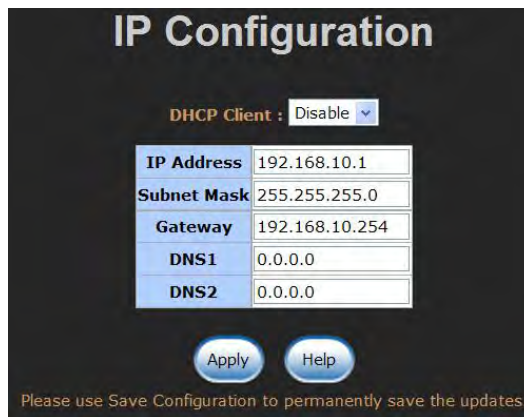 IP Configuration
DHCP Client : Disable
IP Address 192.168.10.1
Subnet Mask 255.255.255.0
Gateway 192.168.10.254
DNS1 0.0.0.0
DNS2 0.0.0.0
Apply Help
Please use Save Configuration to permanently save the updates